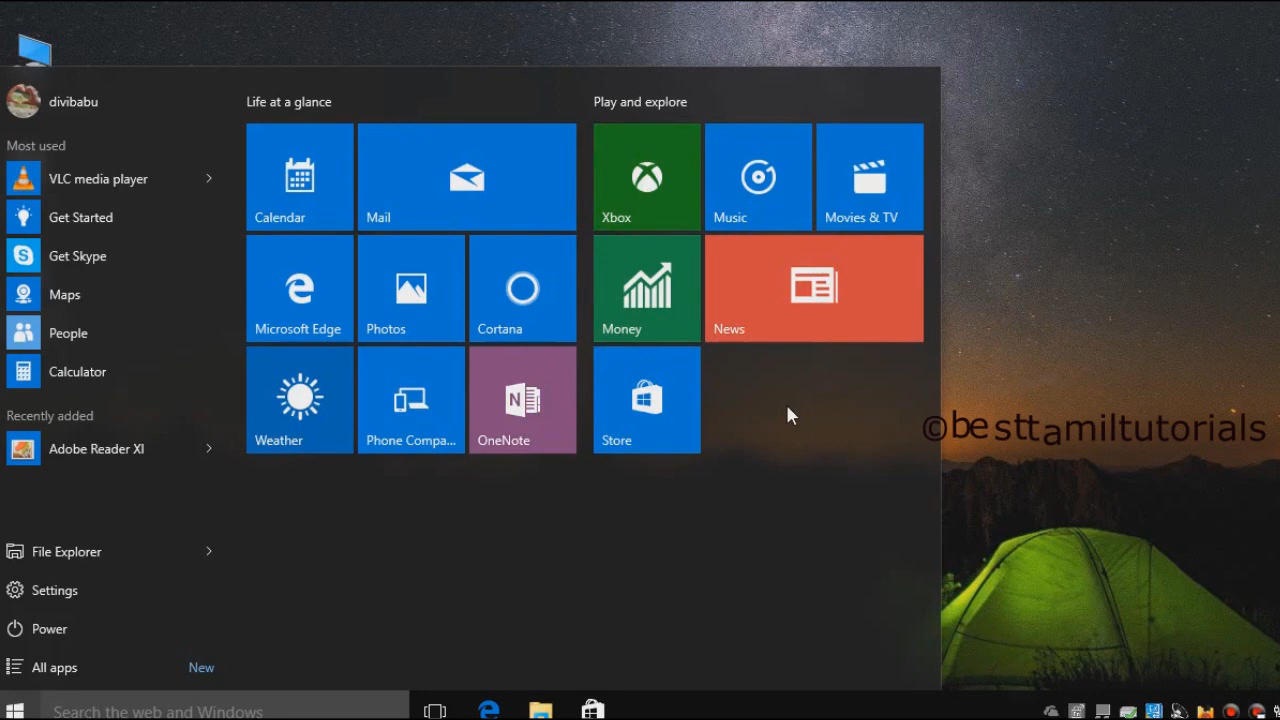 divibabu
Most used
VLC media player
Get Started
Get Skype
Maps
People
Calculator
Recently added
Adobe Reader XI
File Explorer
Settings
Power
All apps New
Life at a glance
Calendar
Mail
Microsoft Edge
Photos
Cortana
Weather
Phone Compa...
OneNote
Play and explore
Xbox
Music
Movies & TV
Money
News
Store
©besttamiltutorials
Search the web and Windows